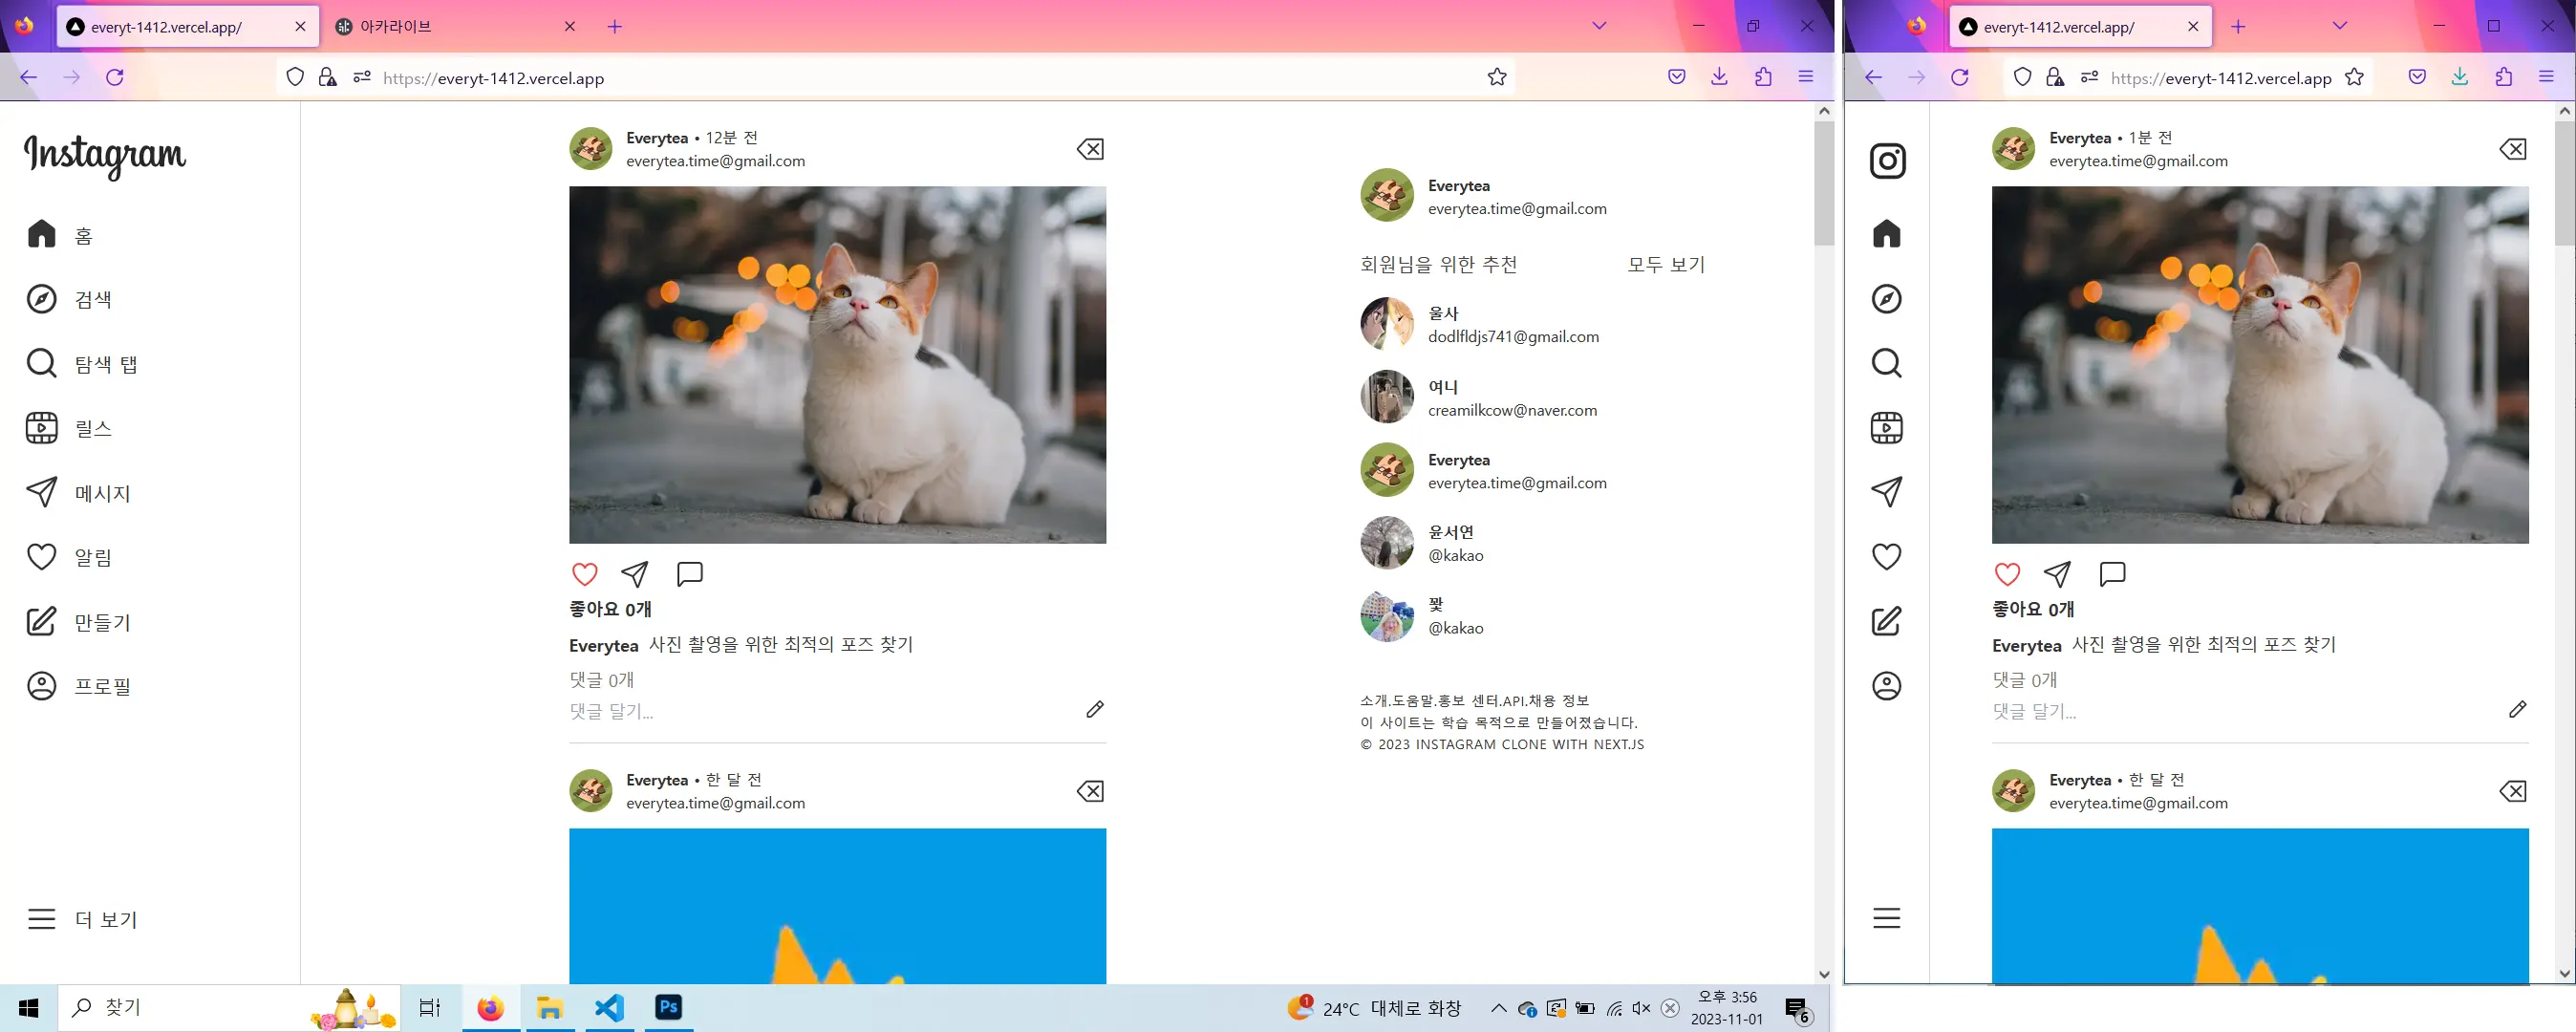 everyt-1412.vercel.app/
아카라이브
https://everyt-1412.vercel.app
Instagram
홈
검색
탐색 탭
릴스
메시지
알림
만들기
프로필
더 보기
Everytea • 12분 전
everytea.time@gmail.com
좋아요 0개
Everytea 사진 촬영을 위한 최적의 포즈 찾기
댓글 0개
댓글 달기...
Everytea • 한 달 전
everytea.time@gmail.com
Everytea
everytea.time@gmail.com
회원님을 위한 추천 모두 보기
울사
dodlfldjs741@gmail.com
여니
creamilkcow@naver.com
Everytea
everytea.time@gmail.com
윤서연
@kakao
꽃
@kakao
소개.도움말.홍보 센터.API.채용 정보
이 사이트는 학습 목적으로 만들어졌습니다.
© 2023 INSTAGRAM CLONE WITH NEXT.JS
찾기
Ps
1
24°C 대체로 화창
오후 3:56
2023-11-01
6
everyt-1412.vercel.app/
https://everyt-1412.vercel.app
Everytea • 1분 전
everytea.time@gmail.com
좋아요 0개
Everytea 사진 촬영을 위한 최적의 포즈 찾기
댓글 0개
댓글 달기...
Everytea • 한 달 전
everytea.time@gmail.com